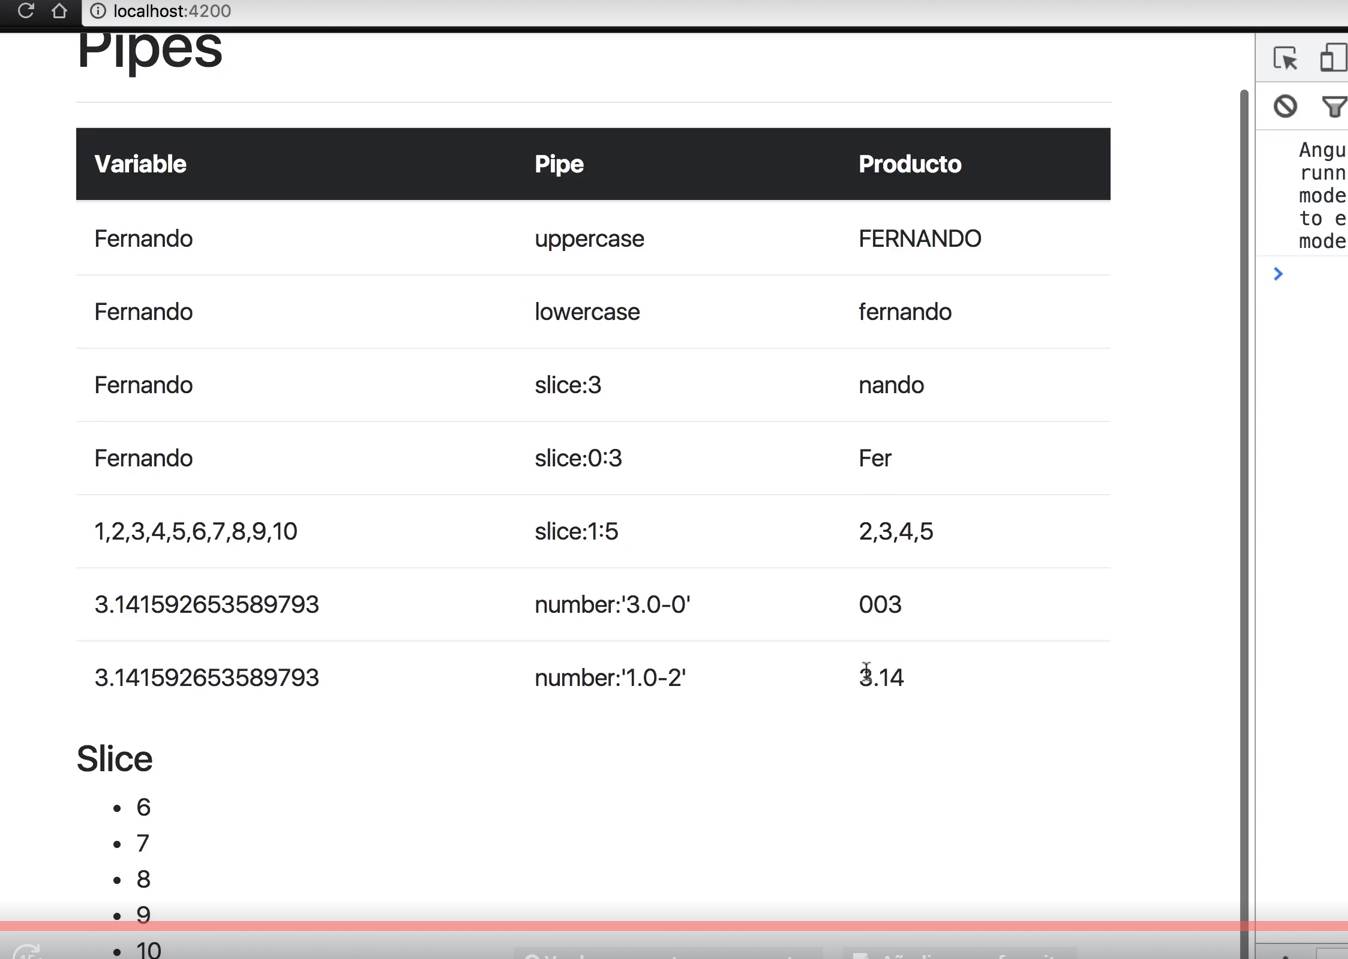 localhost:4200
Pipes
Variable Pipe Producto
Fernando uppercase FERNANDO
Fernando lowercase fernando
Fernando slice:3 nando
Fernando slice:0:3 Fer
1,2,3,4,5,6,7,8,9,10 slice:1:5 2,3,4,5
3.141592653589793 number:'3.0-0' 003
3.141592653589793 number:'1.0-2' 3.14
Slice
• 6
• 7
• 8
• 9
• 10
Angu
runn
mode
to e
mode